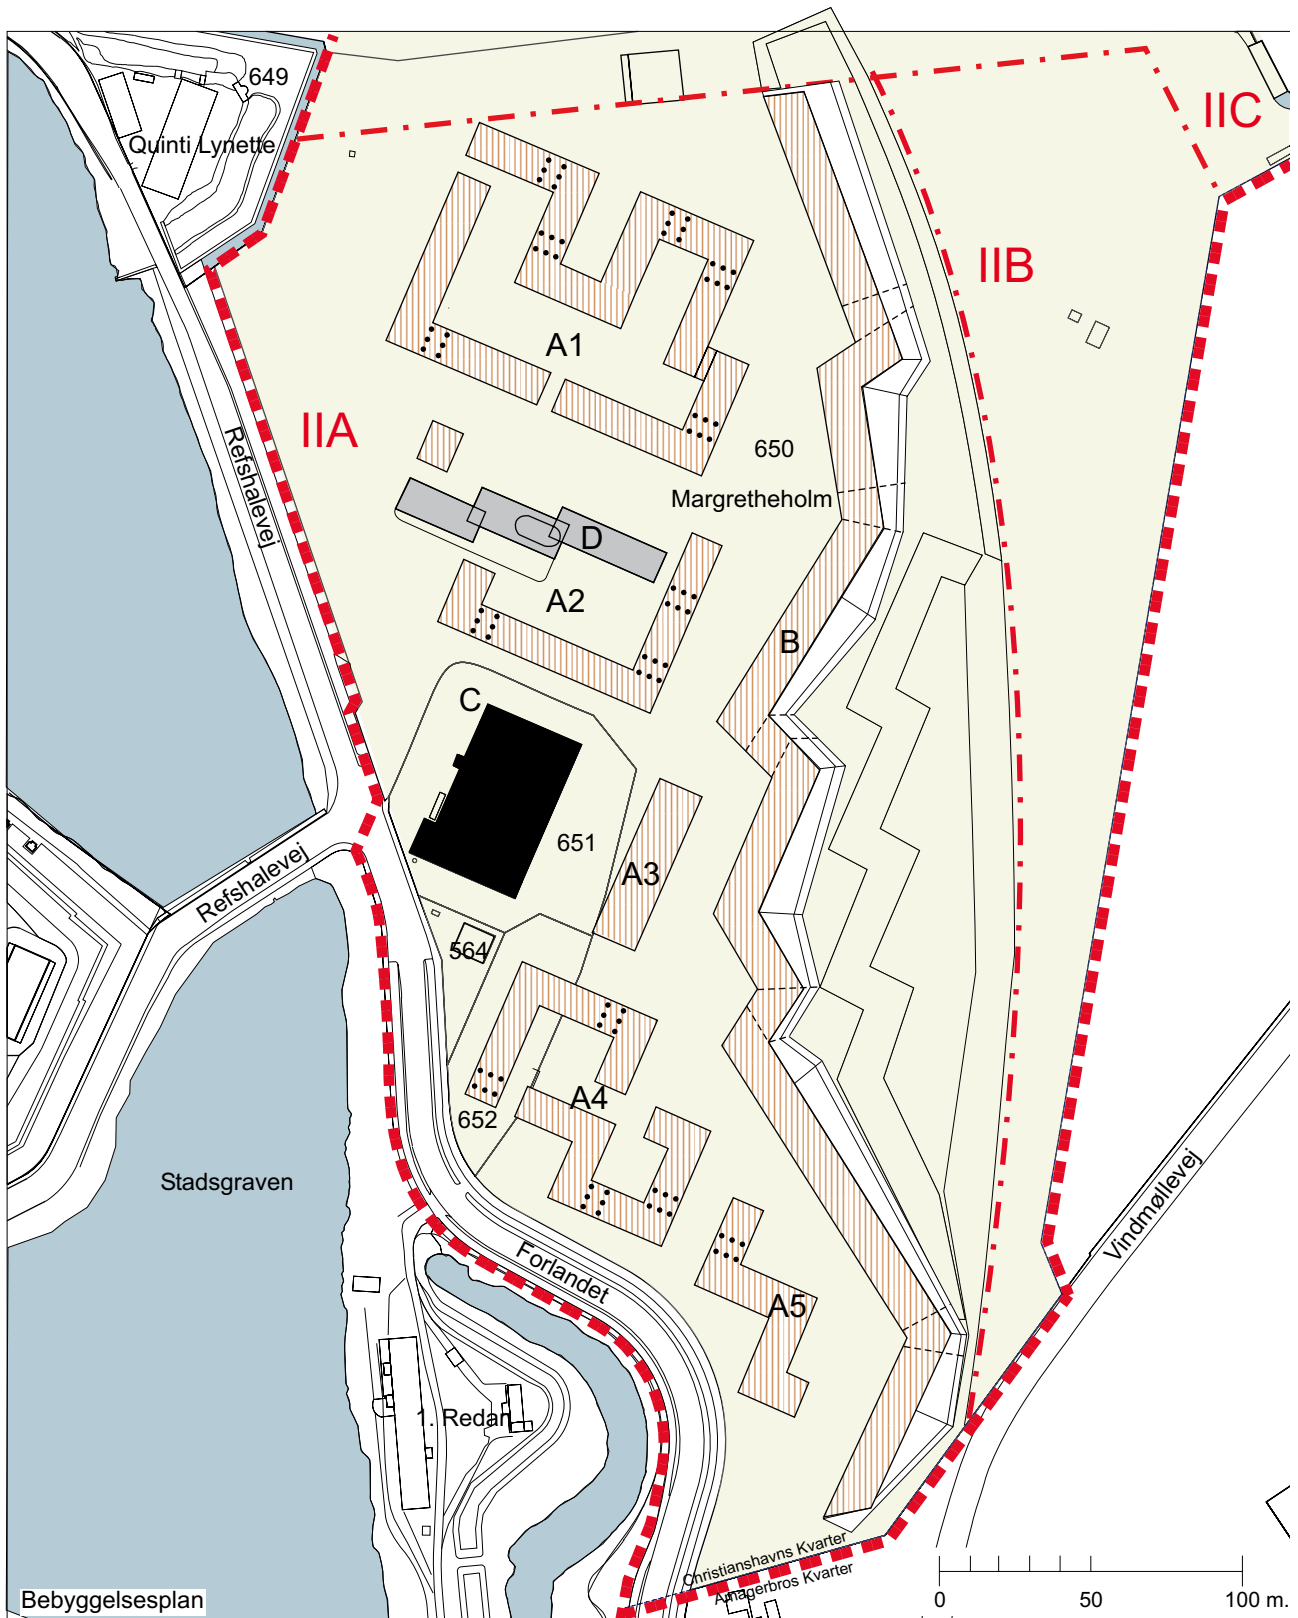 649
Quinti Lynette
IIC
IIB
A1
IIA
650
Refshalevej
Margretheholm
D
A2
B
C
651
Refshalevej
A3
564
A4
652
Stadsgraven
Vindmøllevej
Forlandet
A5
1. Redan
Christianshavns Kvarter
Amagerbros Kvarter
Bebyggelsesplan
0 50 100 m.